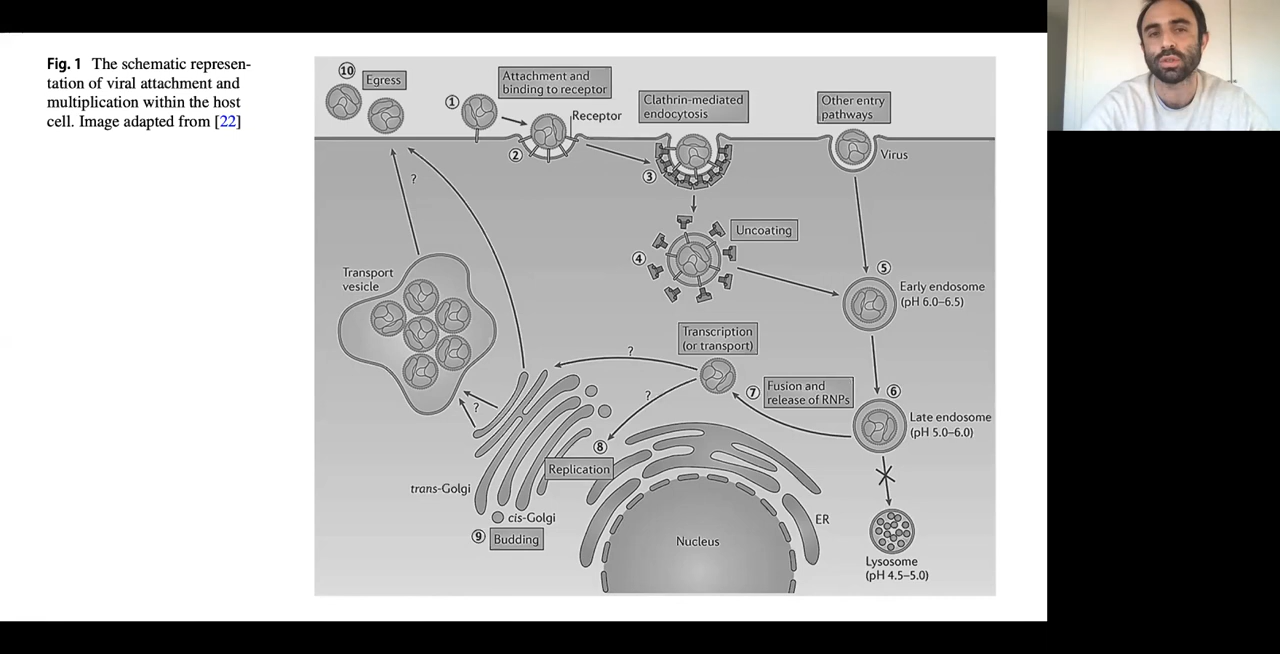 Fig. 1 The schematic represen-
tation of viral attachment and
multiplication within the host
cell. Image adapted from [22]
10
Egress
1
Attachment and
binding to receptor
Receptor
2
Clathrin-mediated
endocytosis
3
Other entry
pathways
Virus
?
4
Uncoating
5
Early endosome
(pH 6.0–6.5)
Transport
vesicle
Transcription
(or transport)
?
?
?
7
Fusion and
release of RNPs
6
Late endosome
(pH 5.0–6.0)
8
Replication
trans-Golgi
cis-Golgi
9
Budding
Nucleus
ER
Lysosome
(pH 4.5–5.0)